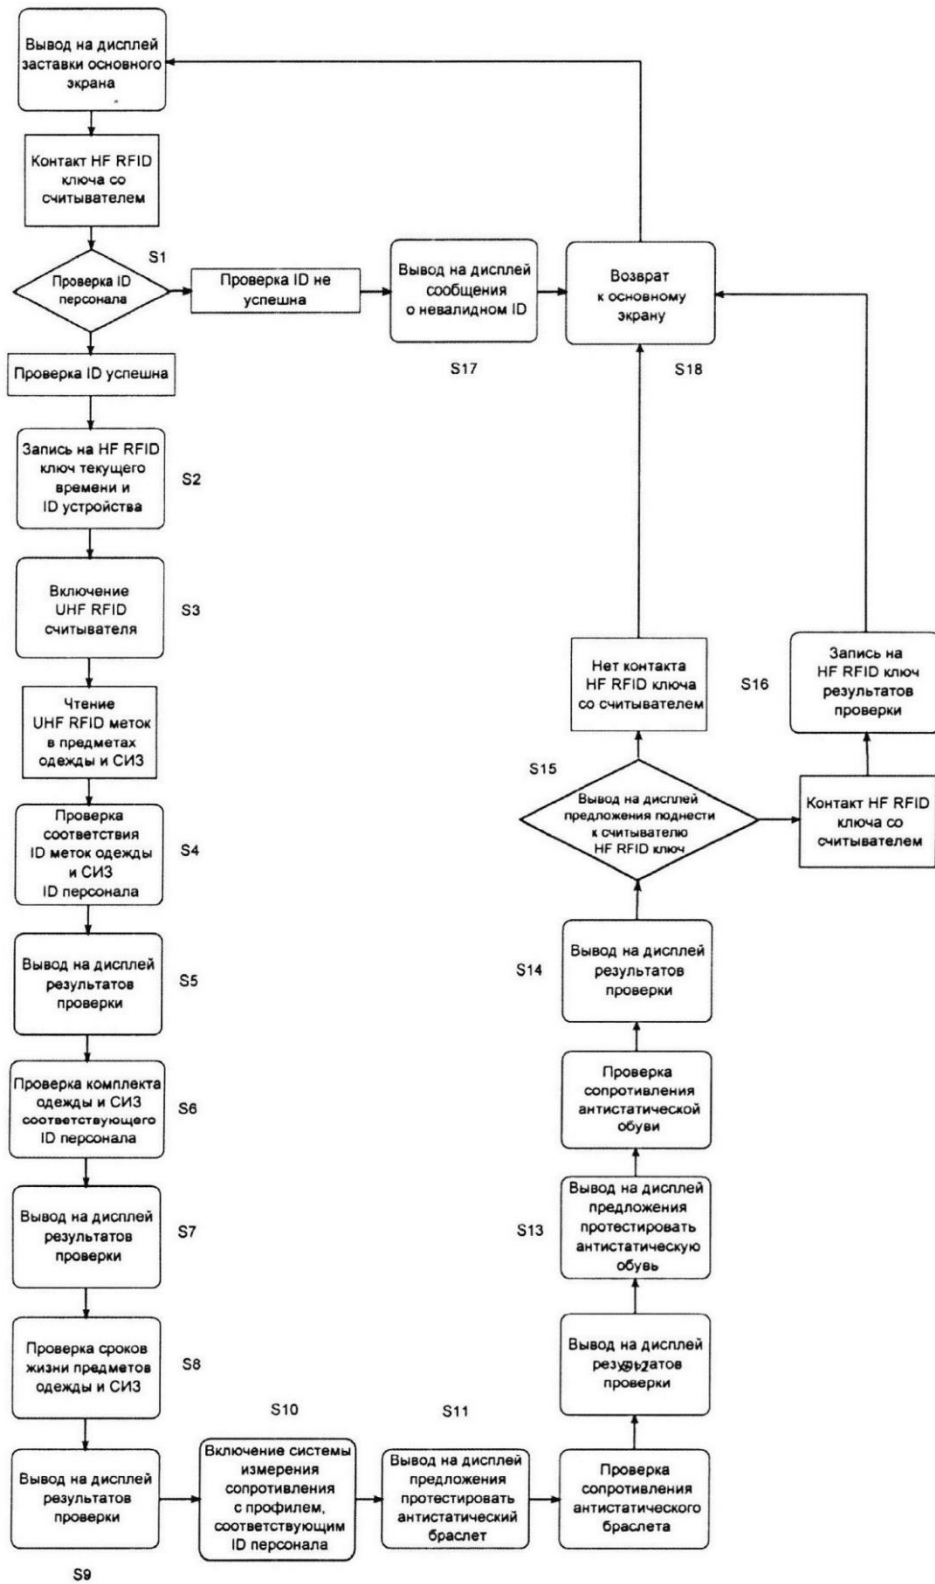 Вывод на дисплей
заставки основного
экрана
Контакт HF RFID
ключа со
считывателем
S1
Проверка ID
персонала
Проверка ID не
успешна
Вывод на дисплей
сообщения
о невалидном ID
S17
Возврат
к основному
экрану
S18
Проверка ID успешна
Запись на HF RFID
ключ текущего
времени и
ID устройства
S2
Включение
UHF RFID
считывателя
S3
Чтение
UHF RFID меток
в предметах
одежды и СИЗ
Проверка
соответствия
ID меток одежды
и СИЗ
ID персонала
S4
Вывод на дисплей
результатов
проверки
S5
Проверка комплекта
одежды и СИЗ
соответствующего
ID персонала
S6
Вывод на дисплей
результатов
проверки
S7
Проверка сроков
жизни предметов
одежды и СИЗ
S8
Вывод на дисплей
результатов
проверки
S9
S10
Включение системы
измерения
сопротивления
с профилем,
соответствующим
ID персонала
S11
Вывод на дисплей
предложения
протестировать
антистатический
браслет
Проверка
сопротивления
антистатического
браслета
Вывод на дисплей
результатов
проверки
S12
S13
Вывод на дисплей
предложения
протестировать
антистатическую
обувь
Проверка
сопротивления
антистатической
обуви
S14
Вывод на дисплей
результатов
проверки
S15
Вывод на дисплей
предложения поднести
к считывателю
HF RFID ключ
Нет контакта
HF RFID ключа
со считывателем
Контакт HF RFID
ключа со
считывателем
S16
Запись на
HF RFID ключ
результатов
проверки